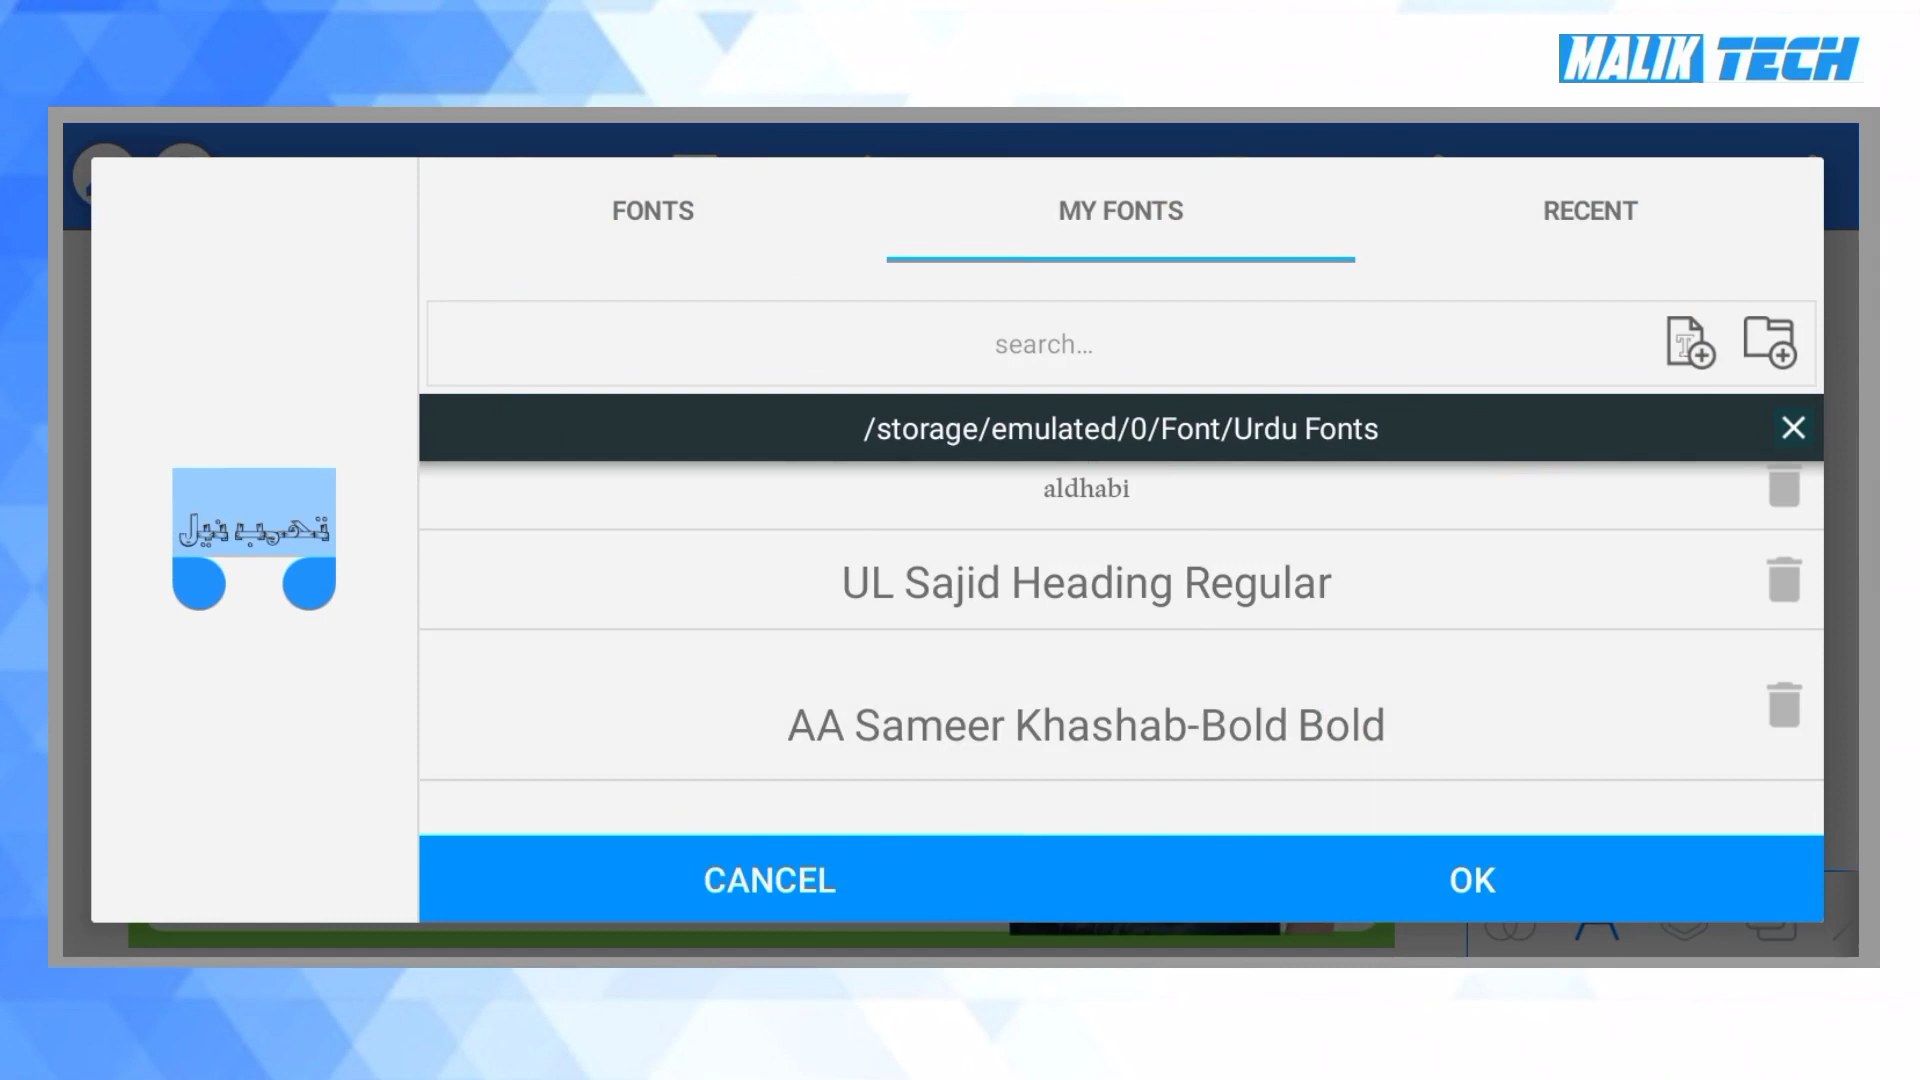 MALIK TECH
FONTS
MY FONTS
RECENT
search...
/storage/emulated/0/Font/Urdu Fonts
aldhabi
UL Sajid Heading Regular
AA Sameer Khashab-Bold Bold
CANCEL
OK